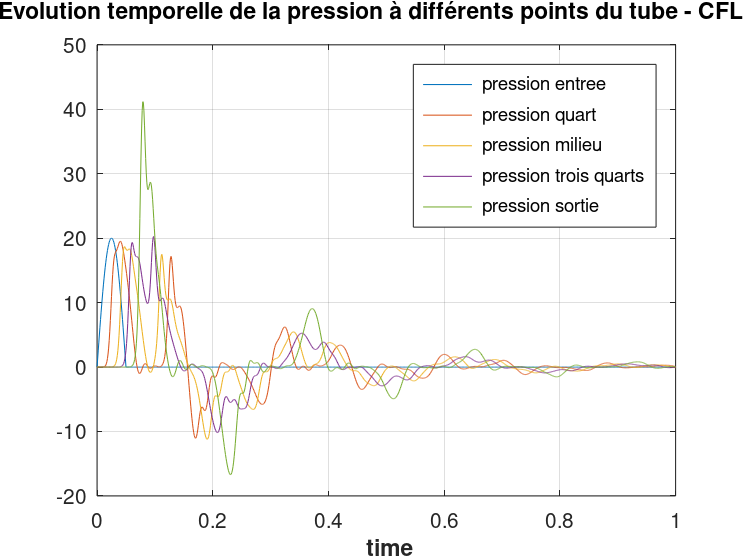 Evolution temporelle de la pression à différents points du tube - CFL
50
40
30
20
10
0
-10
-20
pression entree
pression quart
pression milieu
pression trois quarts
pression sortie
0 0.2 0.4 0.6 0.8 1
time